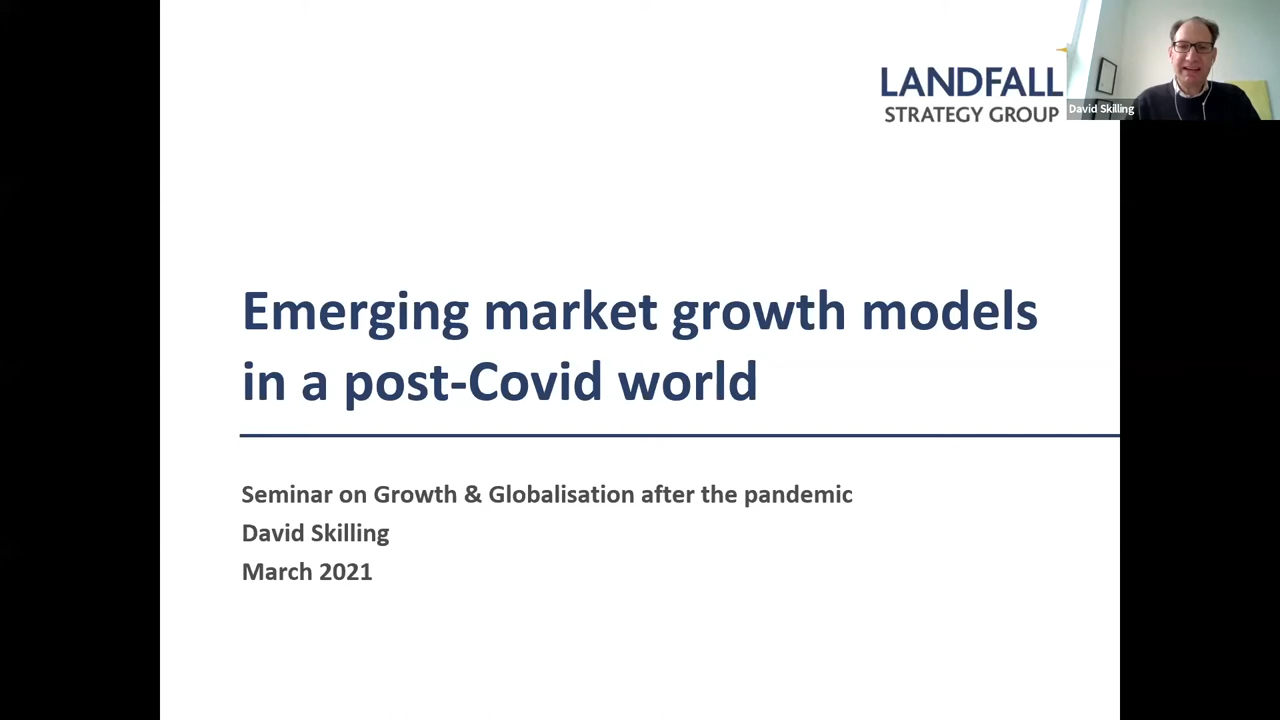 LANDFALL
STRATEGY GROUP
David Skilling
Emerging market growth models
in a post-Covid world
Seminar on Growth & Globalisation after the pandemic
David Skilling
March 2021